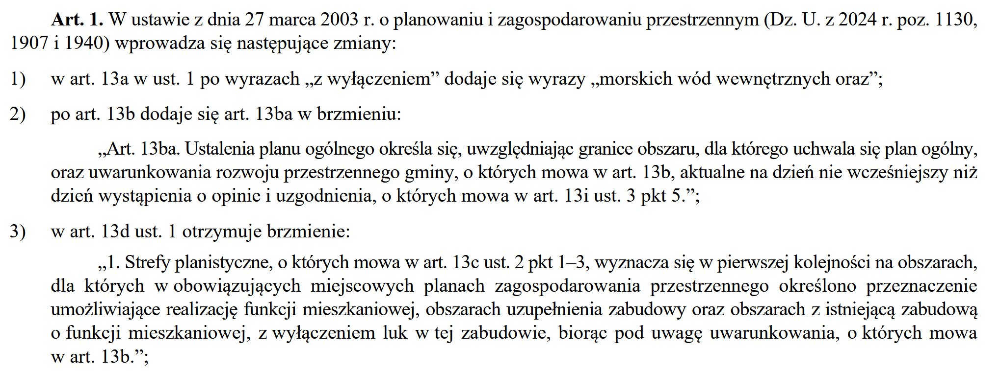 Art. 1. W ustawie z dnia 27 marca 2003 r. o planowaniu i zagospodarowaniu przestrzennym (Dz. U. z 2024 r. poz. 1130,
1907 i 1940) wprowadza się następujące zmiany:
1) w art. 13a w ust. 1 po wyrazach „z wyłączeniem” dodaje się wyrazy „morskich wód wewnętrznych oraz”;
2) po art. 13b dodaje się art. 13ba w brzmieniu:
„Art. 13ba. Ustalenia planu ogólnego określa się, uwzględniając granice obszaru, dla którego uchwala się plan ogólny,
oraz uwarunkowania rozwoju przestrzennego gminy, o których mowa w art. 13b, aktualne na dzień nie wcześniejszy niż
dzień wystąpienia o opinie i uzgodnienia, o których mowa w art. 13i ust. 3 pkt 5.”;
3) w art. 13d ust. 1 otrzymuje brzmienie:
„1. Strefy planistyczne, o których mowa w art. 13c ust. 2 pkt 1–3, wyznacza się w pierwszej kolejności na obszarach,
dla których w obowiązujących miejscowych planach zagospodarowania przestrzennego określono przeznaczenie
umożliwiające realizację funkcji mieszkaniowej, obszarach uzupełnienia zabudowy oraz obszarach z istniejącą zabudową
o funkcji mieszkaniowej, z wyłączeniem luk w tej zabudowie, biorąc pod uwagę uwarunkowania, o których mowa
w art. 13b.”;